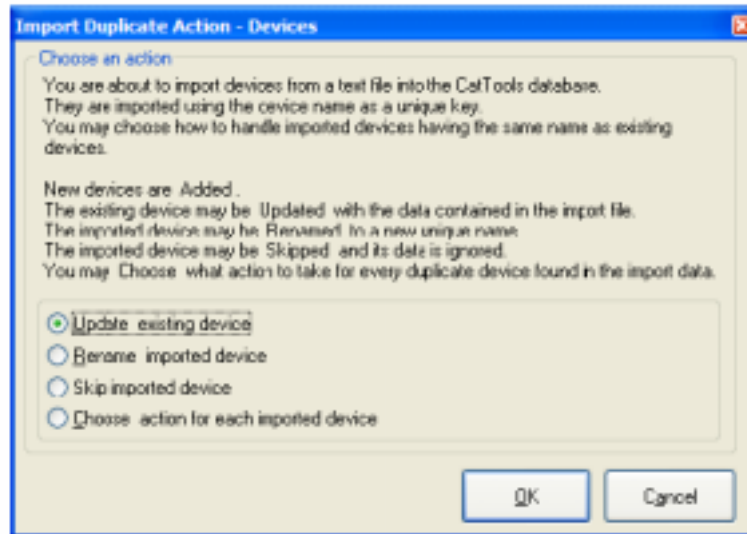 Import Duplicate Action - Devices
Choose an action
You are about to import devices from a text file into the CatTools database.
They are imported using the device name as a unique key.
You may choose how to handle imported devices having the same name as existing
devices.
New devices are Added.
The existing device may be Updated with the data contained in the import file.
The imported device may be Renamed to a new unique name
The imported device may be Skipped and its data is ignored.
You may Choose what action to take for every duplicate device found in the import data.
Update existing device
Rename imported device
Skip imported device
Choose action for each imported device
OK
Cancel